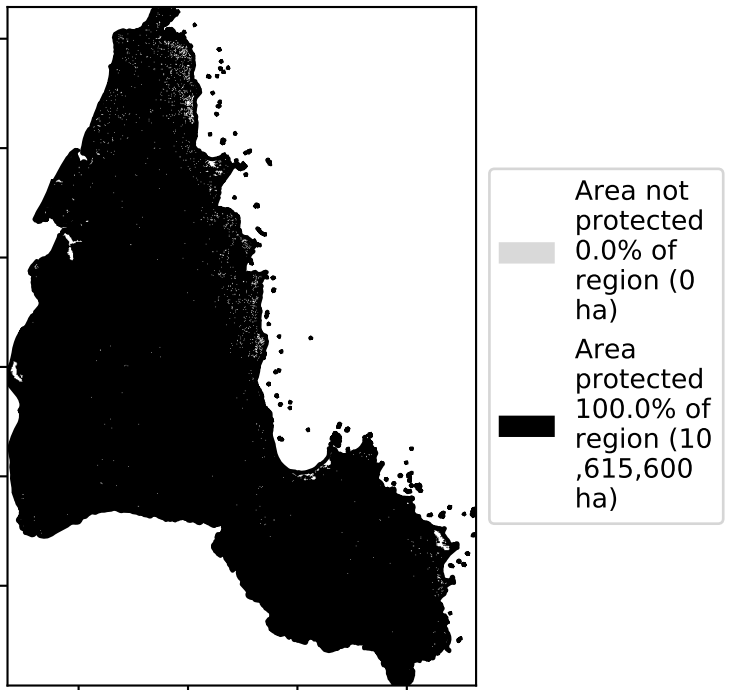 Area not
protected
0.0% of
region (0
ha)
Area
protected
100.0% of
region (10
,615,600
ha)